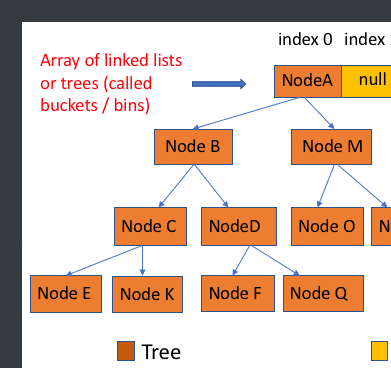 index 0 index
Array of linked lists
or trees (called
buckets / bins)
NodeA null
Node B Node M
Node C NodeD Node O N
Node E Node K Node F Node Q
Tree